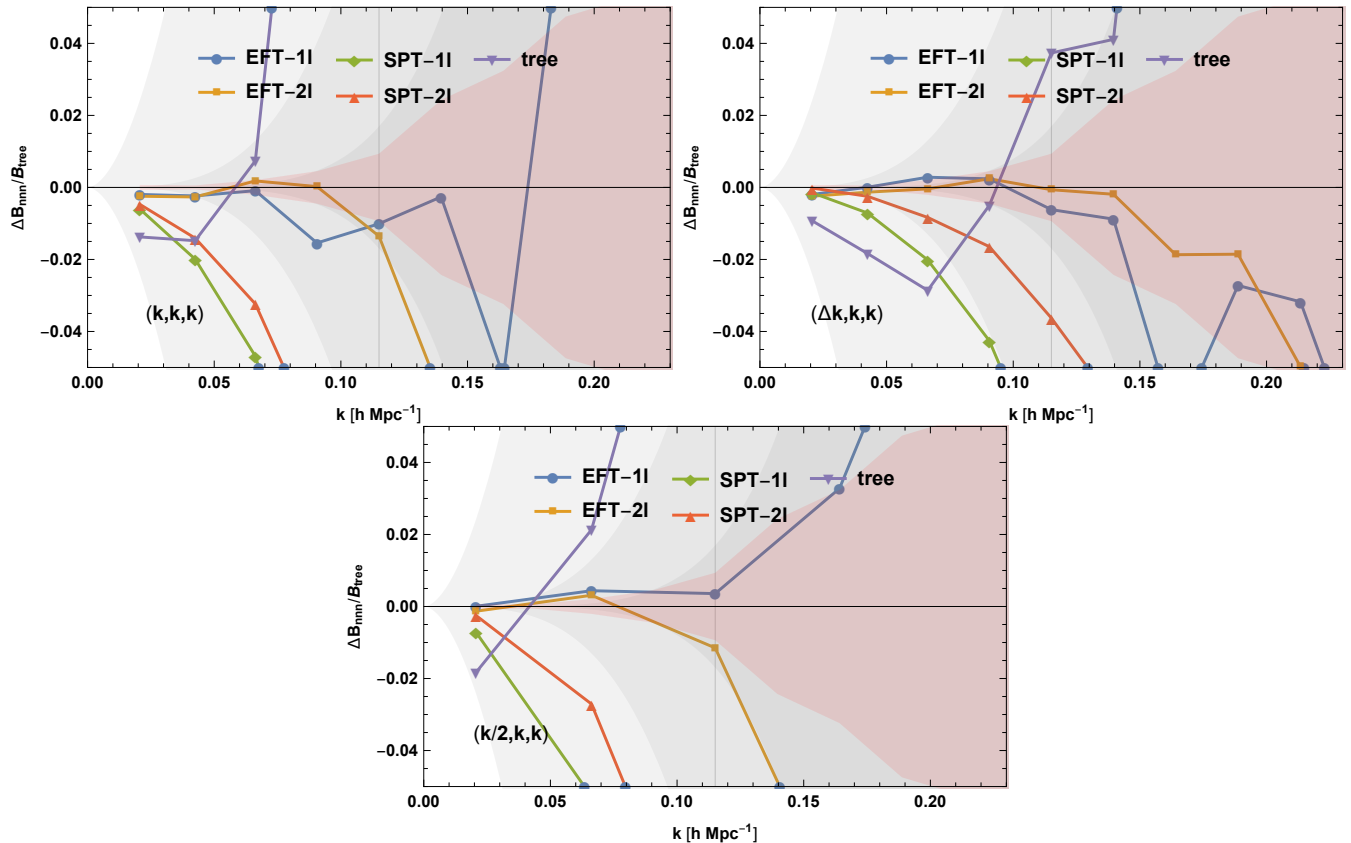 EFT-1l SPT-1l tree
EFT-2l SPT-2l
(k,k,k)
ΔB_nnn/B_tree
0.04
0.02
0.00
-0.02
-0.04
0.00 0.05 0.10 0.15 0.20
k [h Mpc⁻¹]
EFT-1l SPT-1l tree
EFT-2l SPT-2l
(Δk,k,k)
ΔB_nnn/B_tree
0.04
0.02
0.00
-0.02
-0.04
0.00 0.05 0.10 0.15 0.20
k [h Mpc⁻¹]
EFT-1l SPT-1l tree
EFT-2l SPT-2l
(k/2,k,k)
ΔB_nnn/B_tree
0.04
0.02
0.00
-0.02
-0.04
0.00 0.05 0.10 0.15 0.20
k [h Mpc⁻¹]